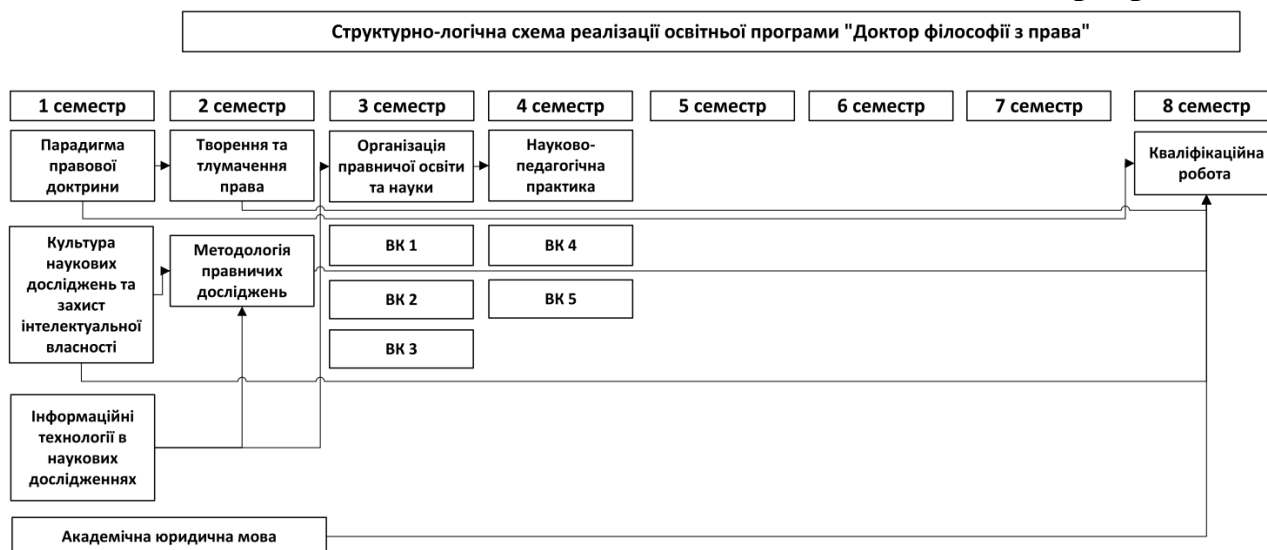 Структурно-логічна схема реалізації освітньої програми "Доктор філософії з права"
1 семестр
2 семестр
3 семестр
4 семестр
5 семестр
6 семестр
7 семестр
8 семестр
Парадигма
правової
доктрини
Творення та
тлумачення
права
Організація
правничої освіти
та науки
Науково-
педагогічна
практика
Кваліфікаційна
робота
Культура
наукових
досліджень та
захист
інтелектуальної
власності
Методологія
правничих
досліджень
ВК 1
ВК 4
ВК 2
ВК 5
ВК 3
Інформаційні
технології в
наукових
дослідженнях
Академічна юридична мова